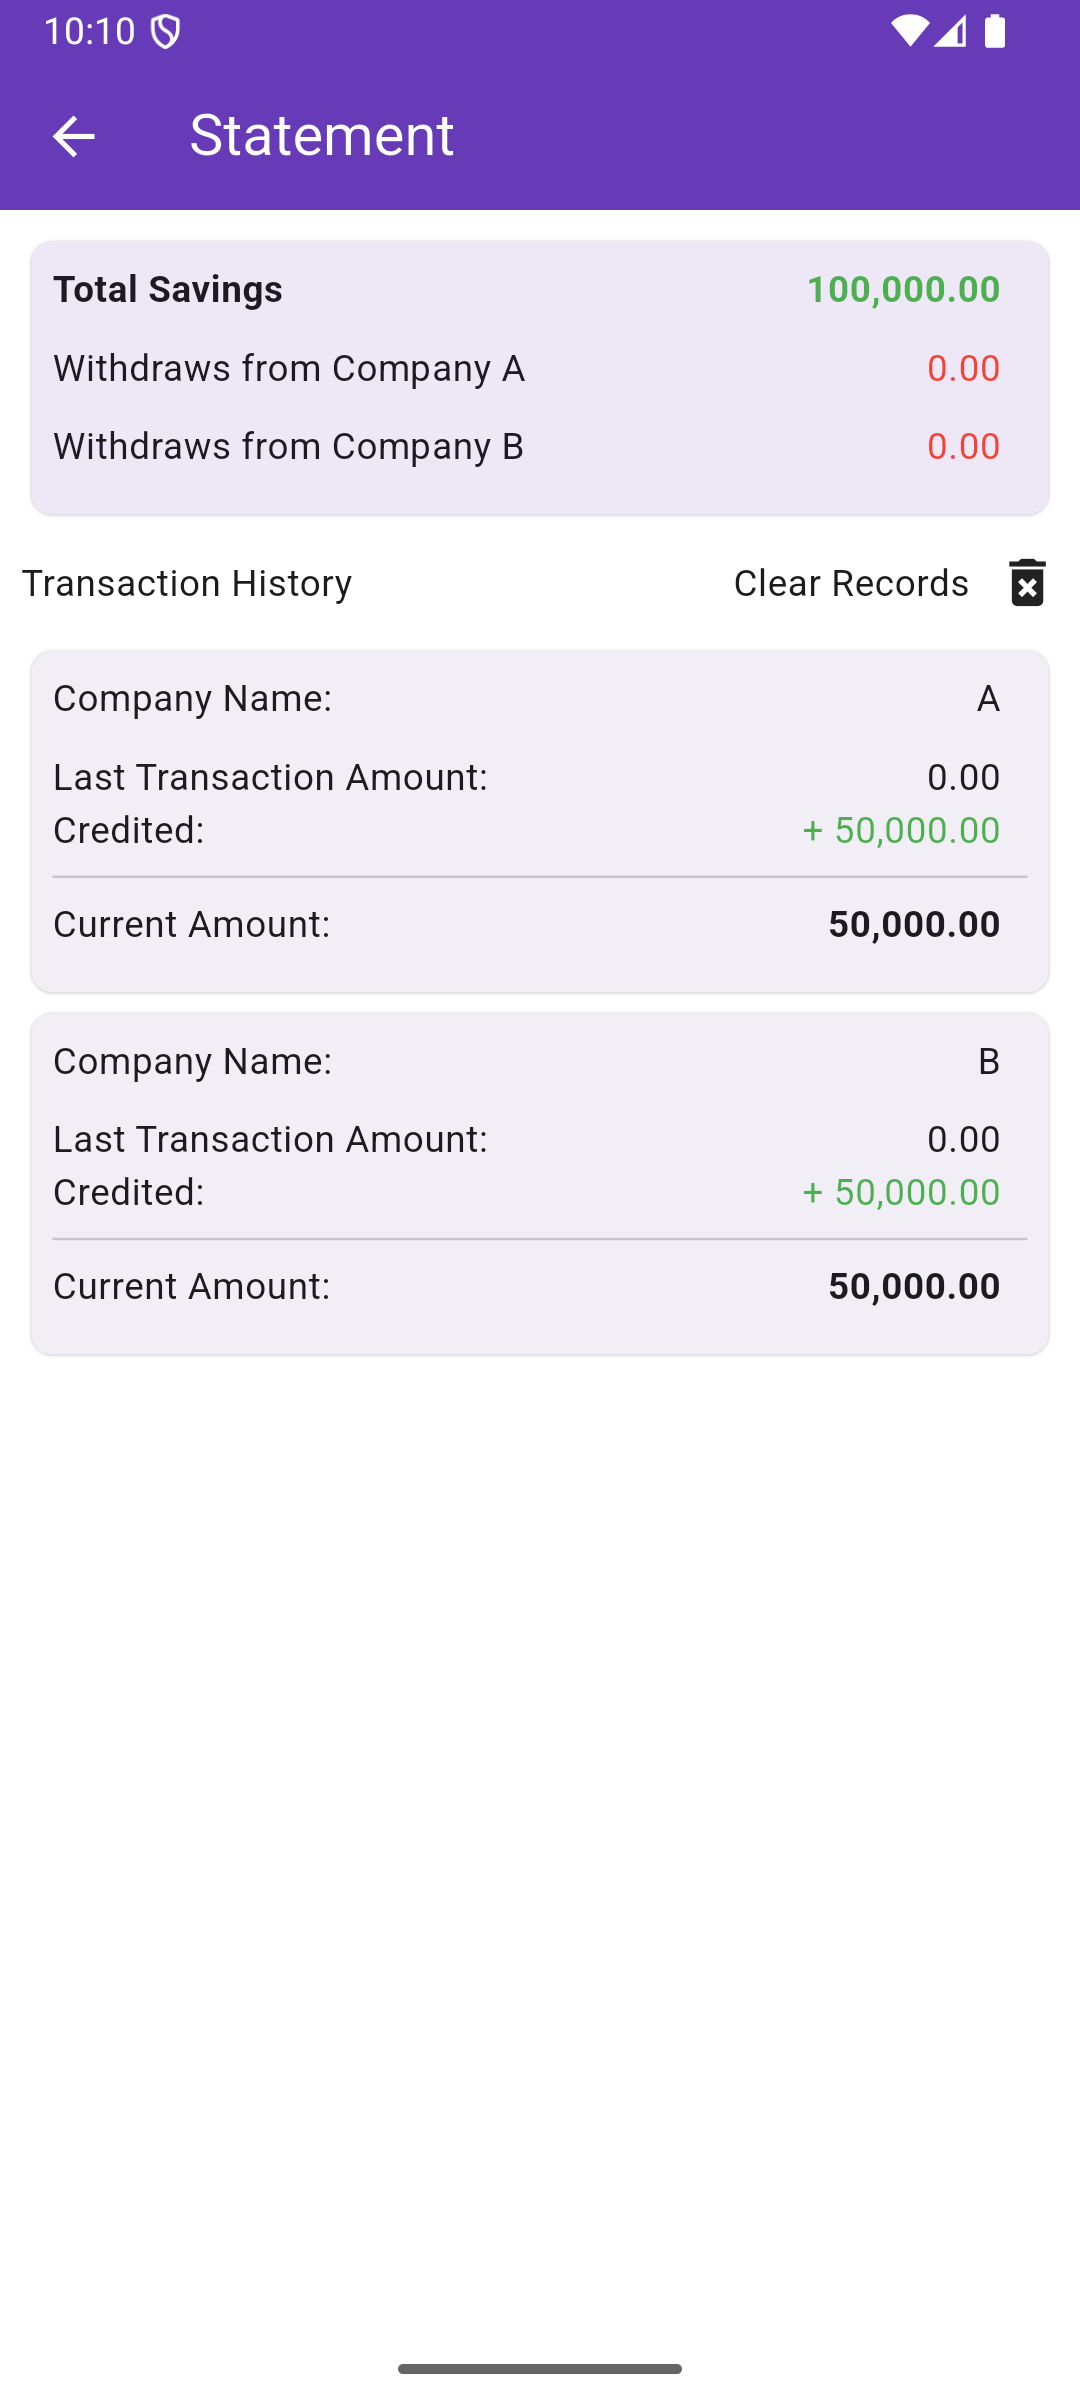 10:10
Statement
Total Savings 100,000.00
Withdraws from Company A 0.00
Withdraws from Company B 0.00
Transaction History Clear Records
Company Name: A
Last Transaction Amount: 0.00
Credited: + 50,000.00
Current Amount: 50,000.00
Company Name: B
Last Transaction Amount: 0.00
Credited: + 50,000.00
Current Amount: 50,000.00